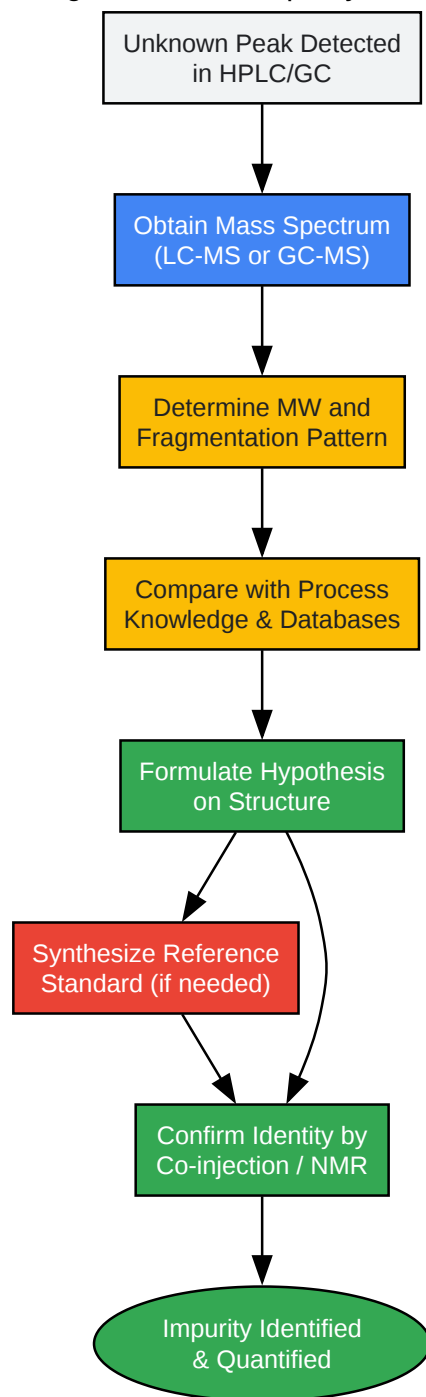 Unknown Peak Detected
in HPLC/GC
Obtain Mass Spectrum
(LC-MS or GC-MS)
Determine MW and
Fragmentation Pattern
Compare with Process
Knowledge & Databases
Formulate Hypothesis
on Structure
Synthesize Reference
Standard (if needed)
Confirm Identity by
Co-injection / NMR
Impurity Identified
& Quantified